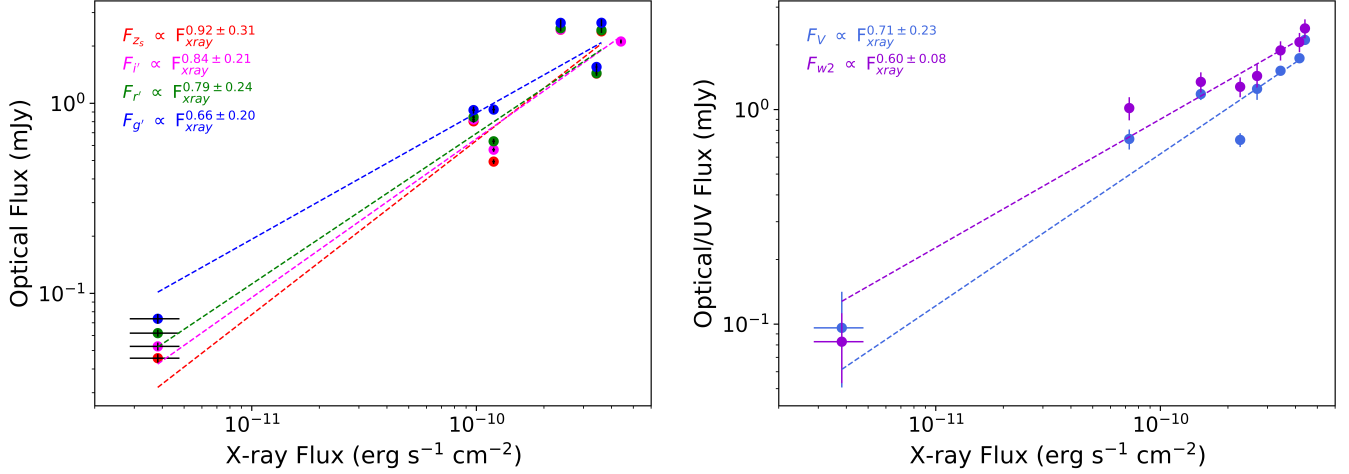 F_{z_s} ∝ F_{xray}^{0.92 ± 0.31}
F_{i'} ∝ F_{xray}^{0.84 ± 0.21}
F_{r'} ∝ F_{xray}^{0.79 ± 0.24}
F_{g'} ∝ F_{xray}^{0.66 ± 0.20}
Optical Flux (mJy)
10^0
10^{−1}
10^{−11}
10^{−10}
X-ray Flux (erg s^{−1} cm^{−2})
F_V ∝ F_{xray}^{0.71 ± 0.23}
F_{w2} ∝ F_{xray}^{0.60 ± 0.08}
Optical/UV Flux (mJy)
10^0
10^{−1}
10^{−11}
10^{−10}
X-ray Flux (erg s^{−1} cm^{−2})